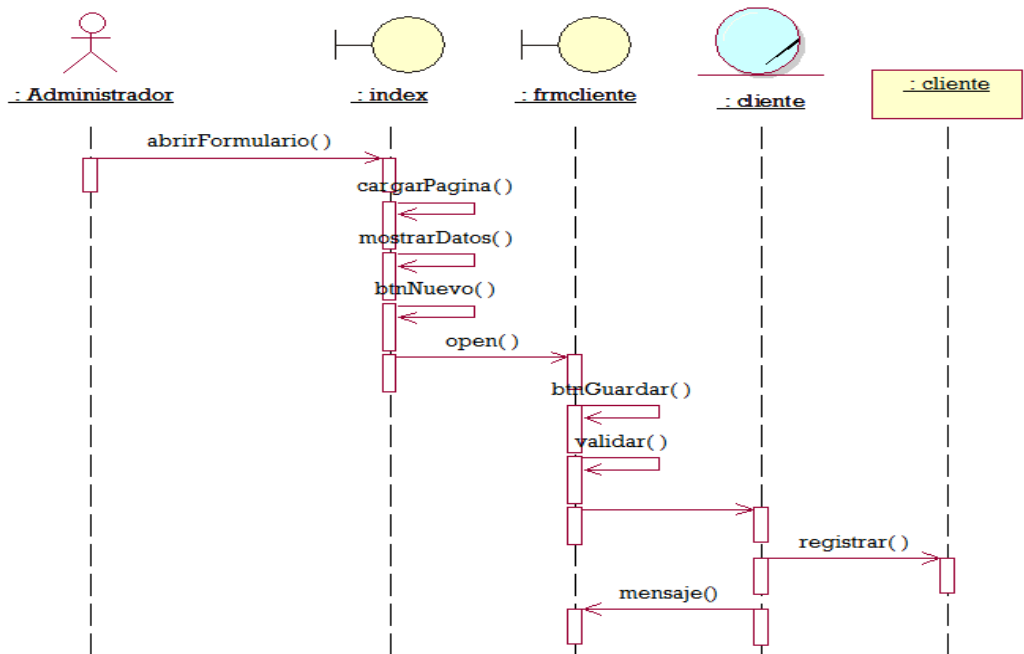 : Administrador
: index
: frmcliente
: cliente
: cliente
abrirFormulario( )
cargarPagina( )
mostrarDatos( )
btnNuevo( )
open( )
btnGuardar( )
validar( )
registrar( )
mensaje()